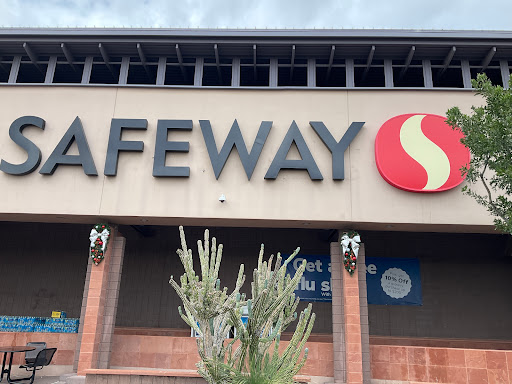 SAFEWAY
Get a
flu
10% Off